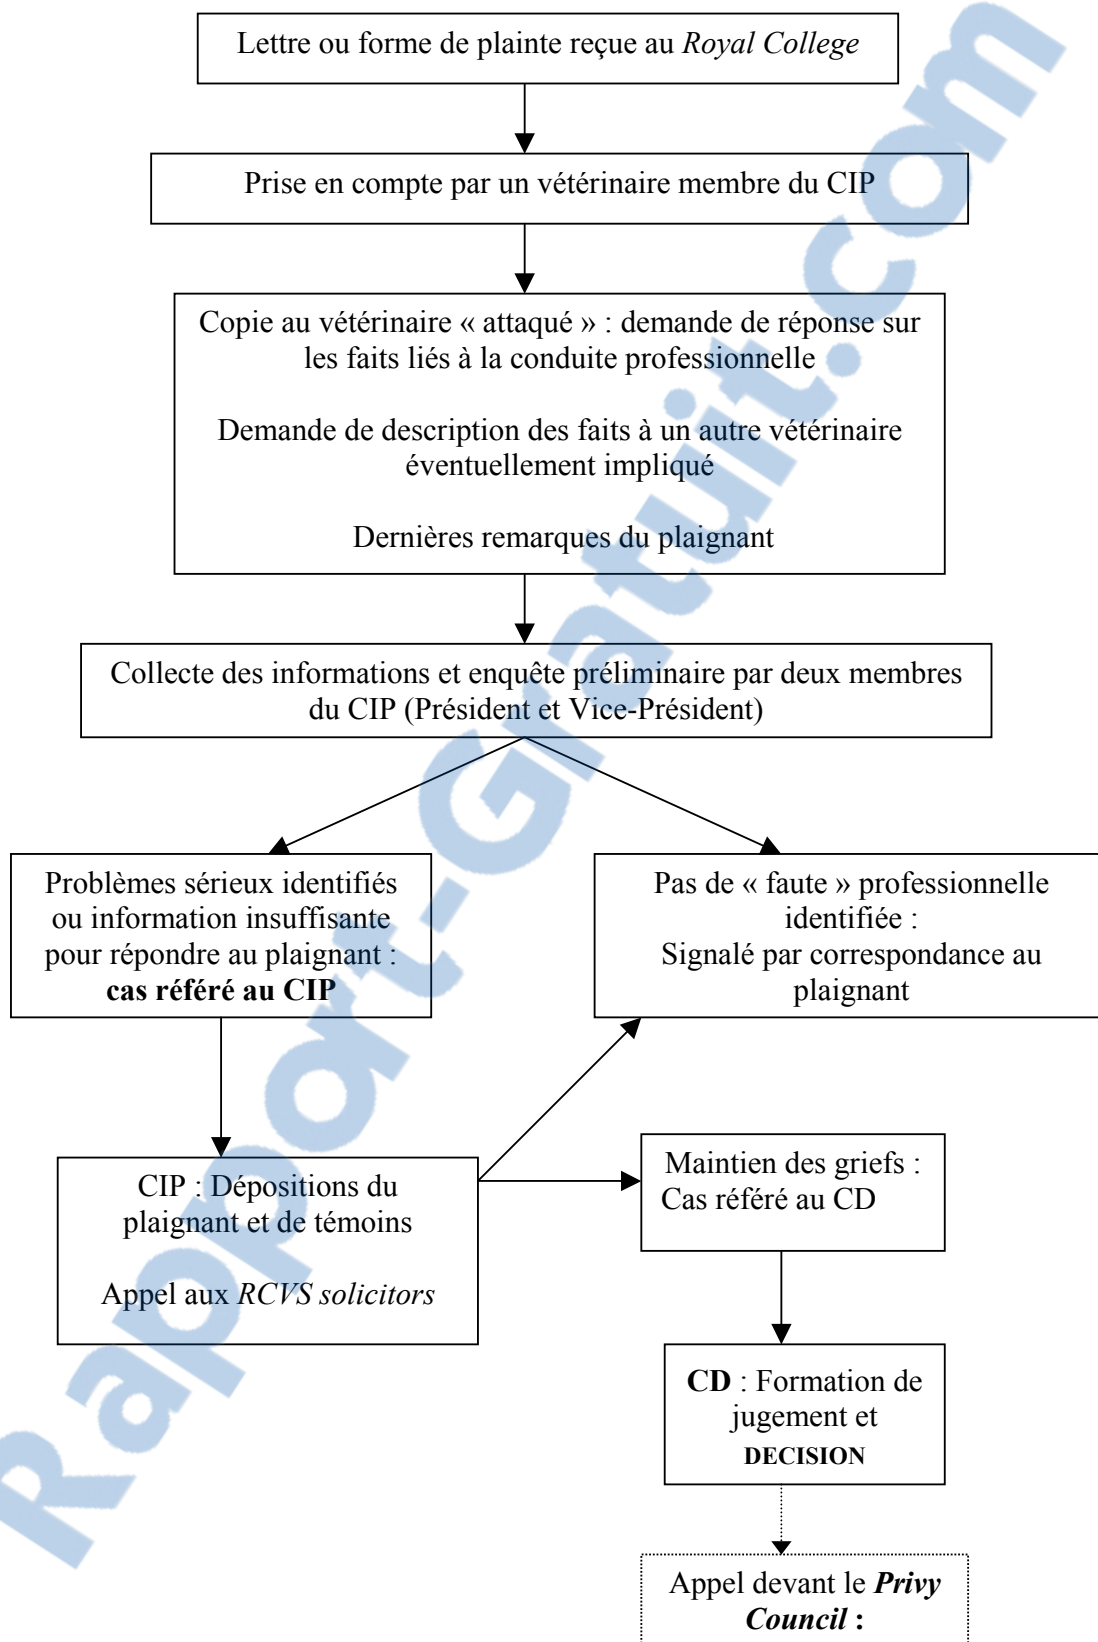 Lettre ou forme de plainte reçue au Royal College
Prise en compte par un vétérinaire membre du CIP
Copie au vétérinaire « attaqué » : demande de réponse sur
les faits liés à la conduite professionnelle
Demande de description des faits à un autre vétérinaire
éventuellement impliqué
Dernières remarques du plaignant
Collecte des informations et enquête préliminaire par deux membres
du CIP (Président et Vice-Président)
Problèmes sérieux identifiés
ou information insuffisante
pour répondre au plaignant :
cas référé au CIP
Pas de « faute » professionnelle
identifiée :
Signalé par correspondance au
plaignant
CIP : Dépositions du
plaignant et de témoins
Appel aux RCVS solicitors
Maintien des griefs :
Cas référé au CD
CD : Formation de
jugement et
DECISION
Appel devant le Privy
Council :
Rapport-Gratuit.com